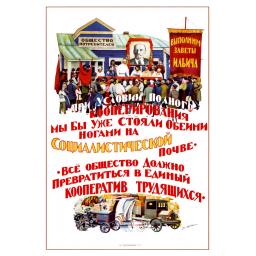 ОБЩЕСТВО
ПОТРЕБИТЕЛЕЙ
ВЫПОЛНИМ
ЗАВЕТЫ
ИЛЬИЧА
ПРИ УСЛОВИИ ПОЛНОГО
КООПЕРИРОВАНИЯ
МЫ БЫ УЖЕ СТОЯЛИ ОБЕИМИ
НОГАМИ НА
СОЦИАЛИСТИЧЕСКОЙ
ПОЧВЕ.
ВСЁ ОБЩЕСТВО ДОЛЖНО
ПРЕВРАТИТЬСЯ В ЕДИНЫЙ
КООПЕРАТИВ ТРУДЯЩИХСЯ